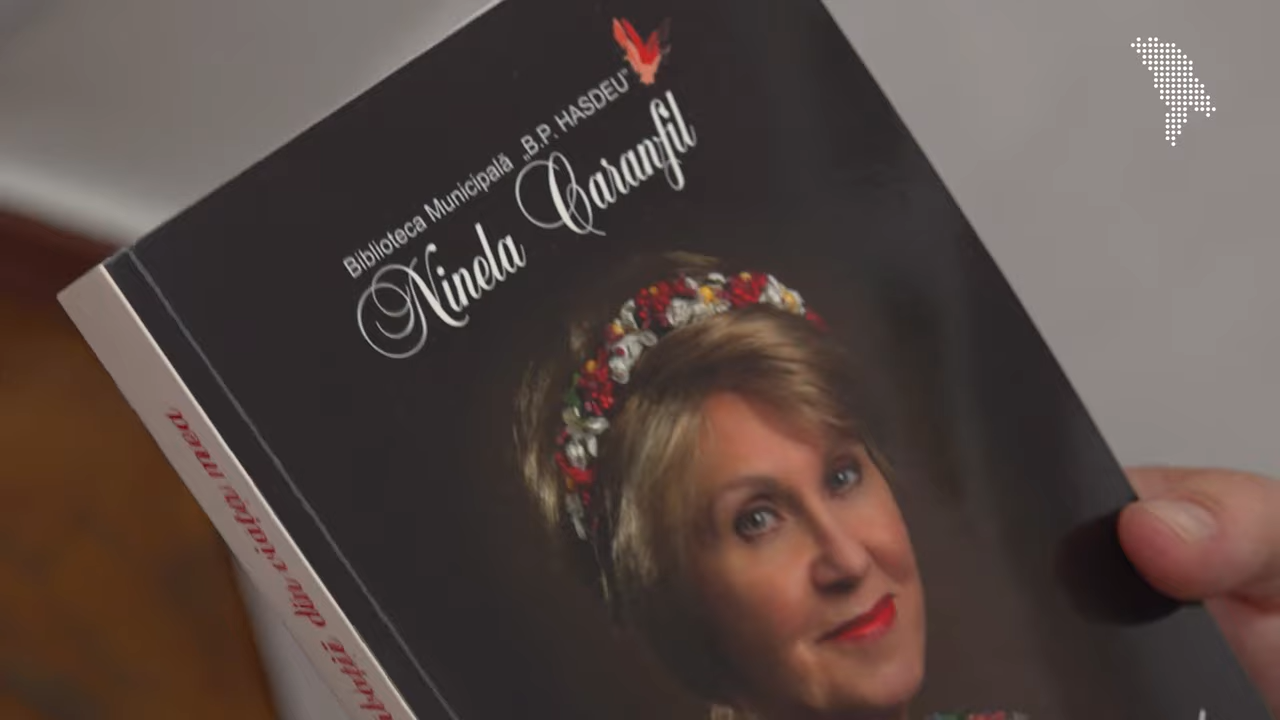 Biblioteca Municipală „B.P. HASDEU”
Ninela Caranfil
din viața mea